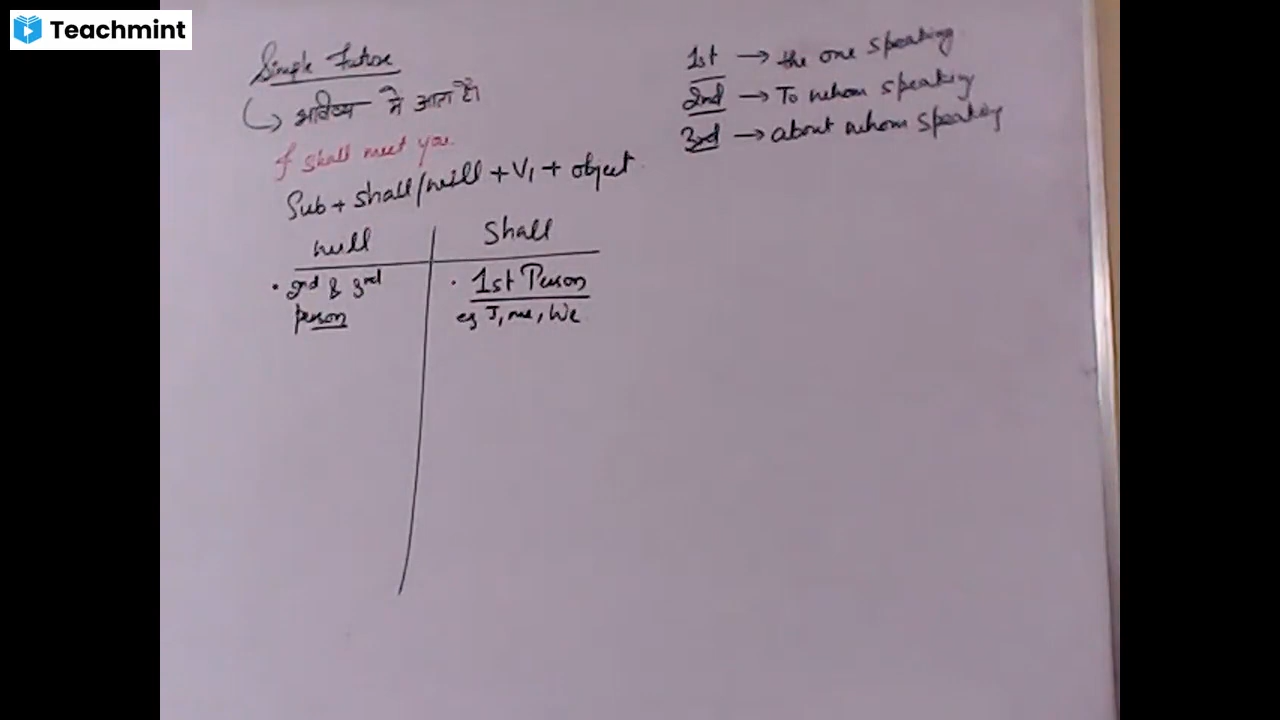 Teachmint
Simple Future
भविष्य में आता है।
I shall meet you.
Sub + shall/will + V1 + object.
will
Shall
• 2nd & 3rd
person
• 1st Person
eg I, me, We
1st → the one speaking
2nd → To whom speaking
3rd → about whom speaking